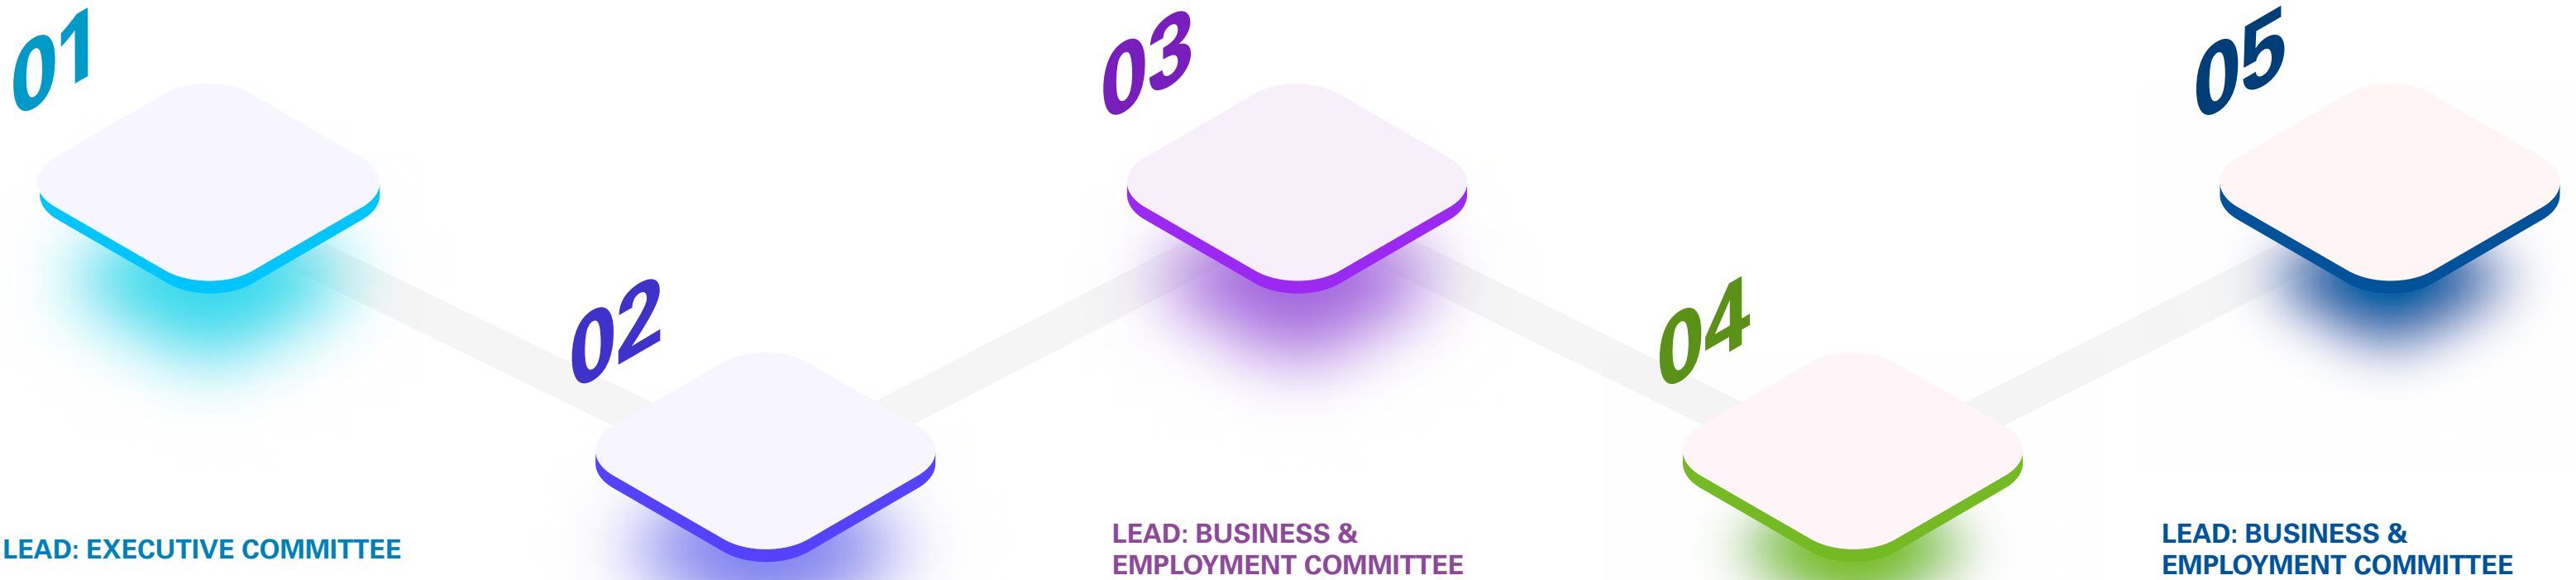 01
02
03
04
05
LEAD: EXECUTIVE COMMITTEE
LEAD: BUSINESS &
EMPLOYMENT COMMITTEE
LEAD: BUSINESS &
EMPLOYMENT COMMITTEE